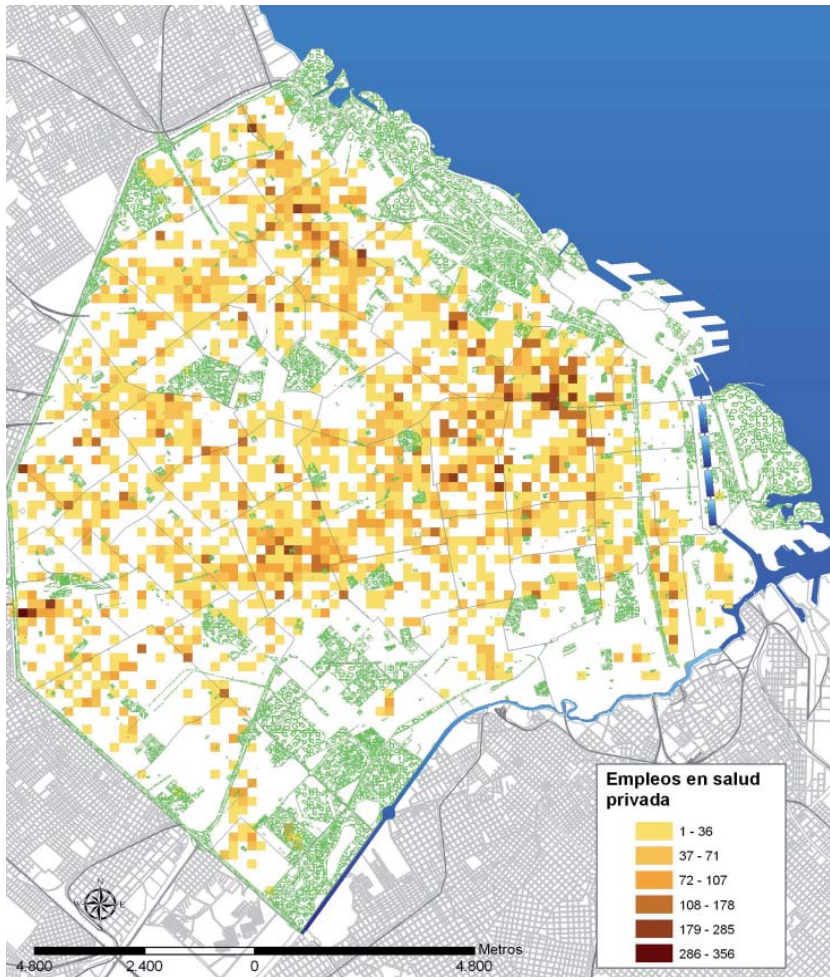 Empleos en salud
privada
1 - 36
37 - 71
72 - 107
108 - 178
179 - 285
286 - 356
N
W E
S
Metros
4.800 2.400 0 4.800